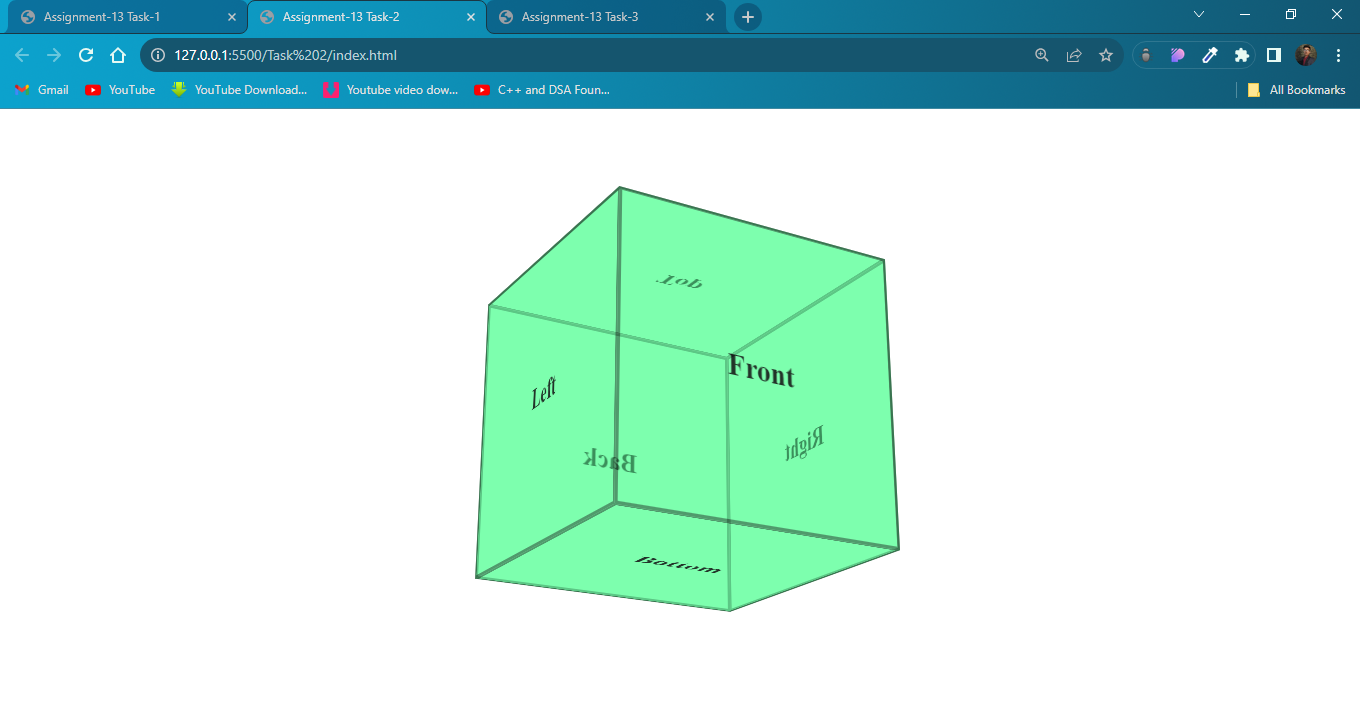 Assignment-13 Task-1
Assignment-13 Task-2
Assignment-13 Task-3
127.0.0.1:5500/Task%202/index.html
Gmail
YouTube
YouTube Download...
Youtube video dow...
C++ and DSA Foun...
All Bookmarks
Top
Front
Left
Right
Back
Bottom